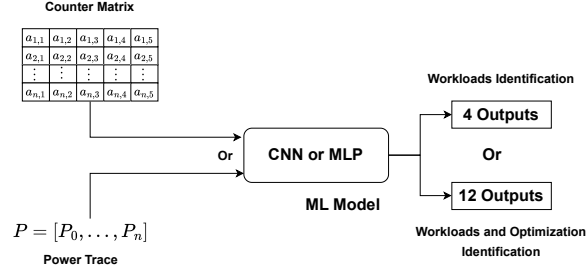 Counter Matrix
a1,1 a1,2 a1,3 a1,4 a1,5
a2,1 a2,2 a2,3 a2,4 a2,5
⋮ ⋮ ⋮ ⋮ ⋮
an,1 an,2 an,3 an,4 an,5
Workloads Identification
4 Outputs
Or
CNN or MLP
Or
ML Model
12 Outputs
P = [P0, . . . , Pn]
Power Trace
Workloads and Optimization
Identification